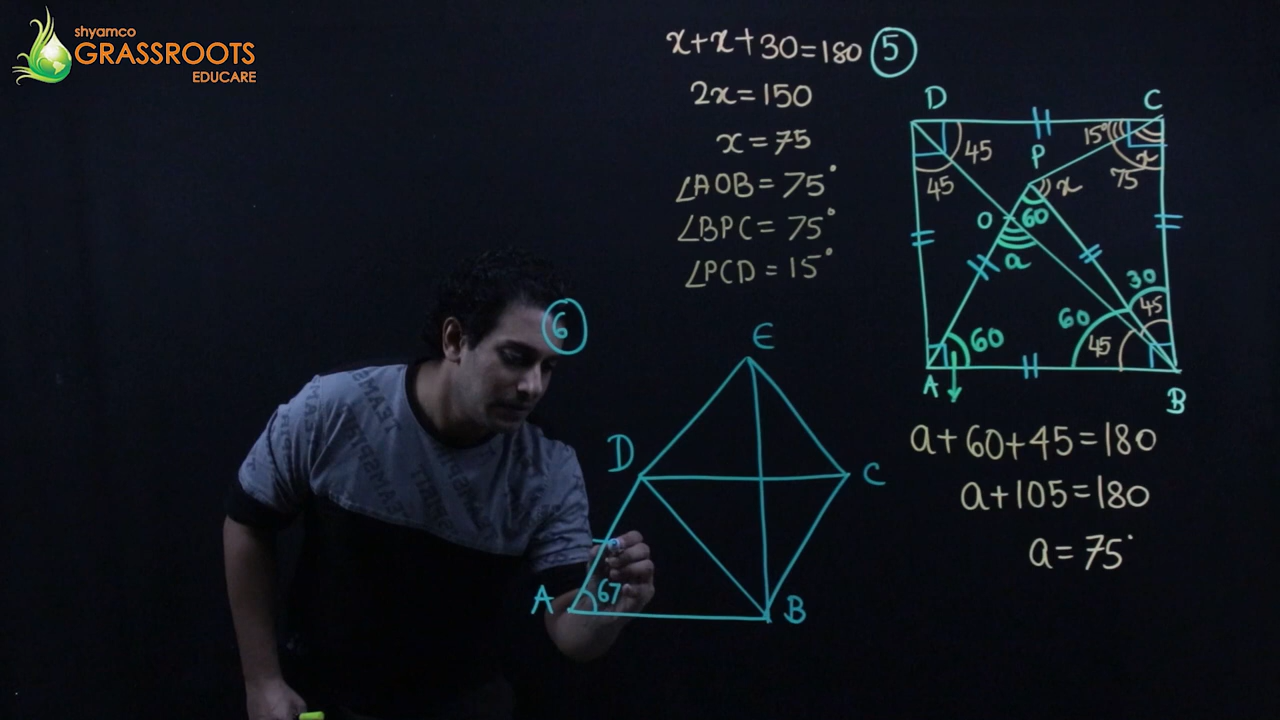 shyamco
GRASSROOTS
EDUCARE
x+x+30=180
2x=150
x=75
∠AOB=75°
∠BPC=75°
∠PCD=15°
5
D C
15° x
45 P 75
45 x
O 60
a 30
45
60 60 45
A B
a+60+45=180
a+105=180
a=75°
6
E
D C
A 67 B